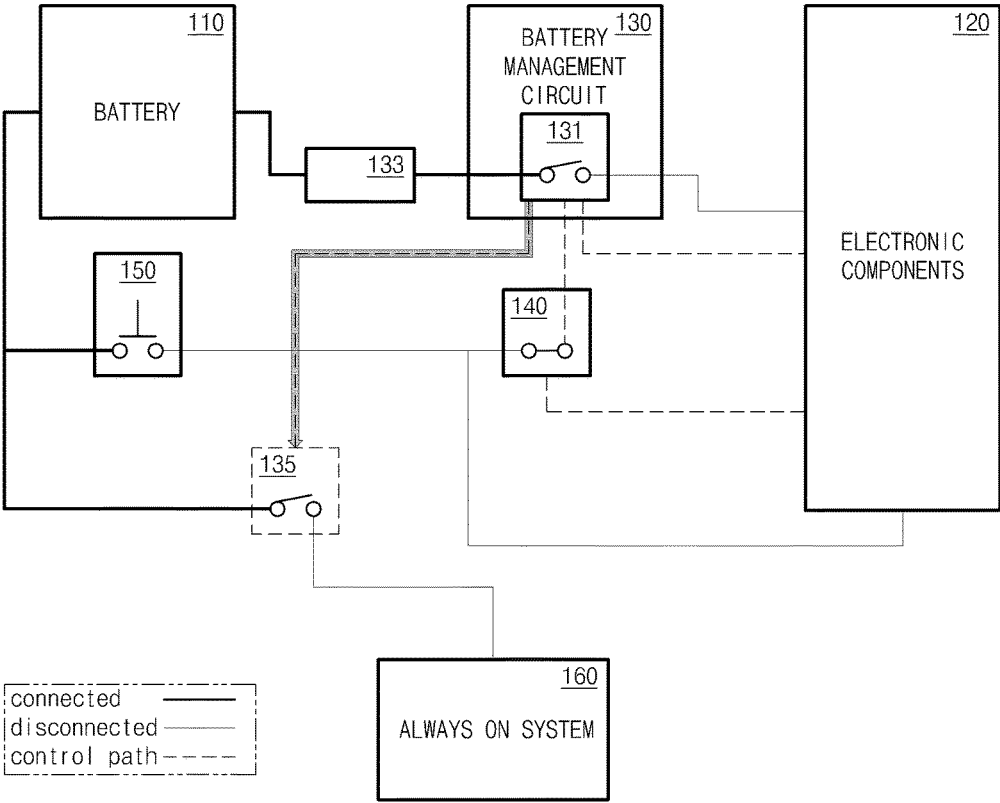 110
BATTERY
130
BATTERY
MANAGEMENT
CIRCUIT
131
133
120
ELECTRONIC
COMPONENTS
150
140
135
160
ALWAYS ON SYSTEM
connected
disconnected
control path